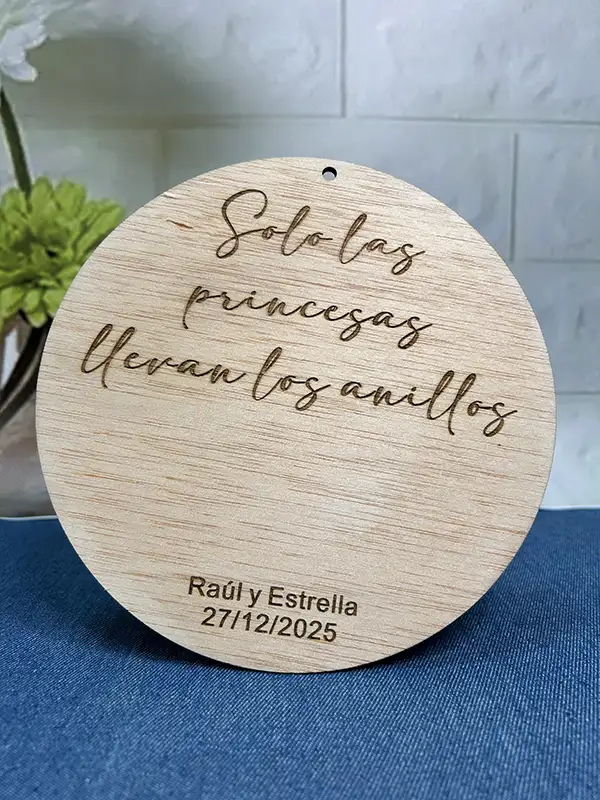 Solo las
princesas
llevan los anillos
Raúl y Estrella
27/12/2025